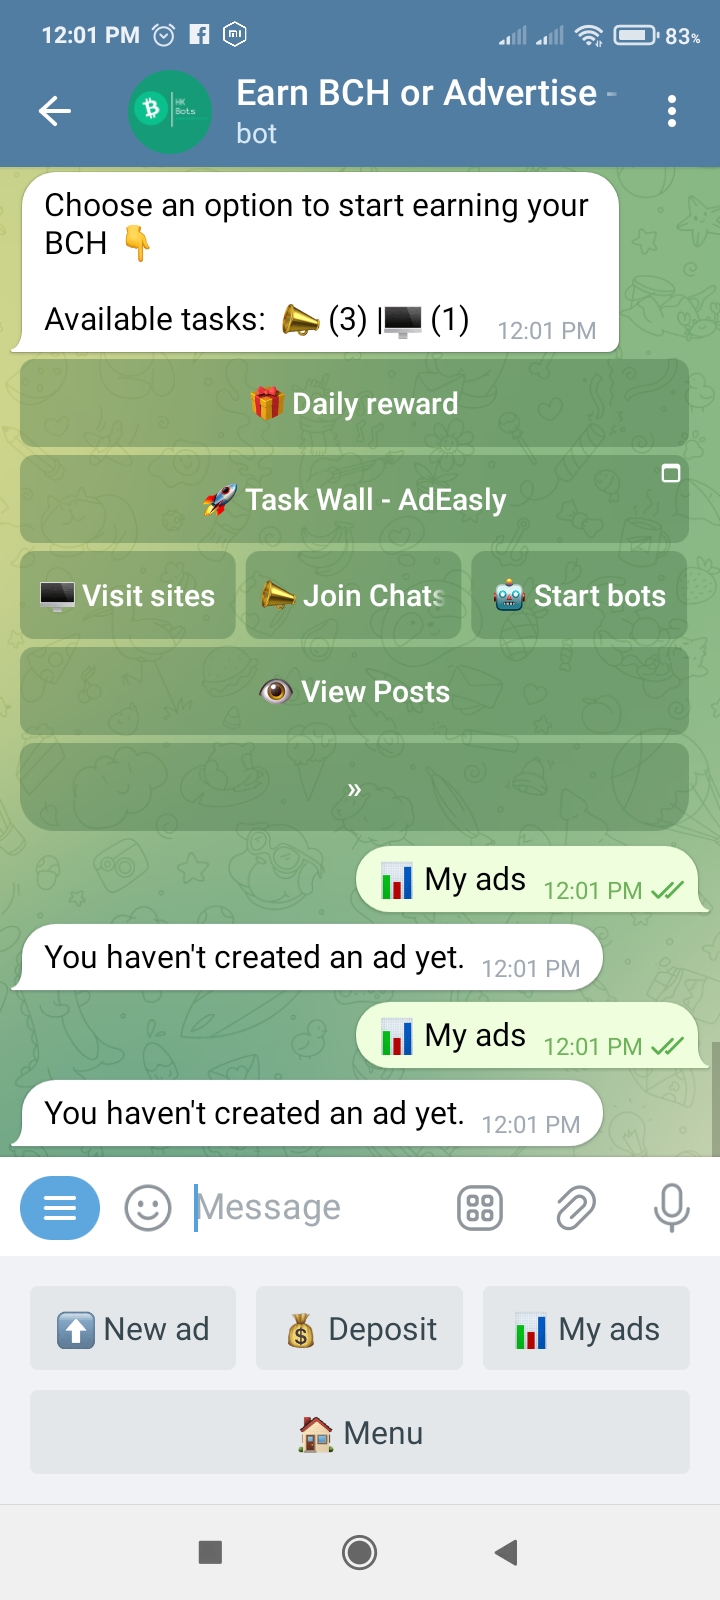 12:01 PM
83%
Earn BCH or Advertise -
bot
HK
Bots
Choose an option to start earning your
BCH 👇
Available tasks: 📣 (3) |🖥 (1) 12:01 PM
🎁 Daily reward
🚀 Task Wall - AdEasly
🖥 Visit sites 📣 Join Chats 🤖 Start bots
👁 View Posts
»
📊 My ads 12:01 PM
You haven't created an ad yet. 12:01 PM
📊 My ads 12:01 PM
You haven't created an ad yet. 12:01 PM
Message
⬆️ New ad 💰 Deposit 📊 My ads
🏠 Menu